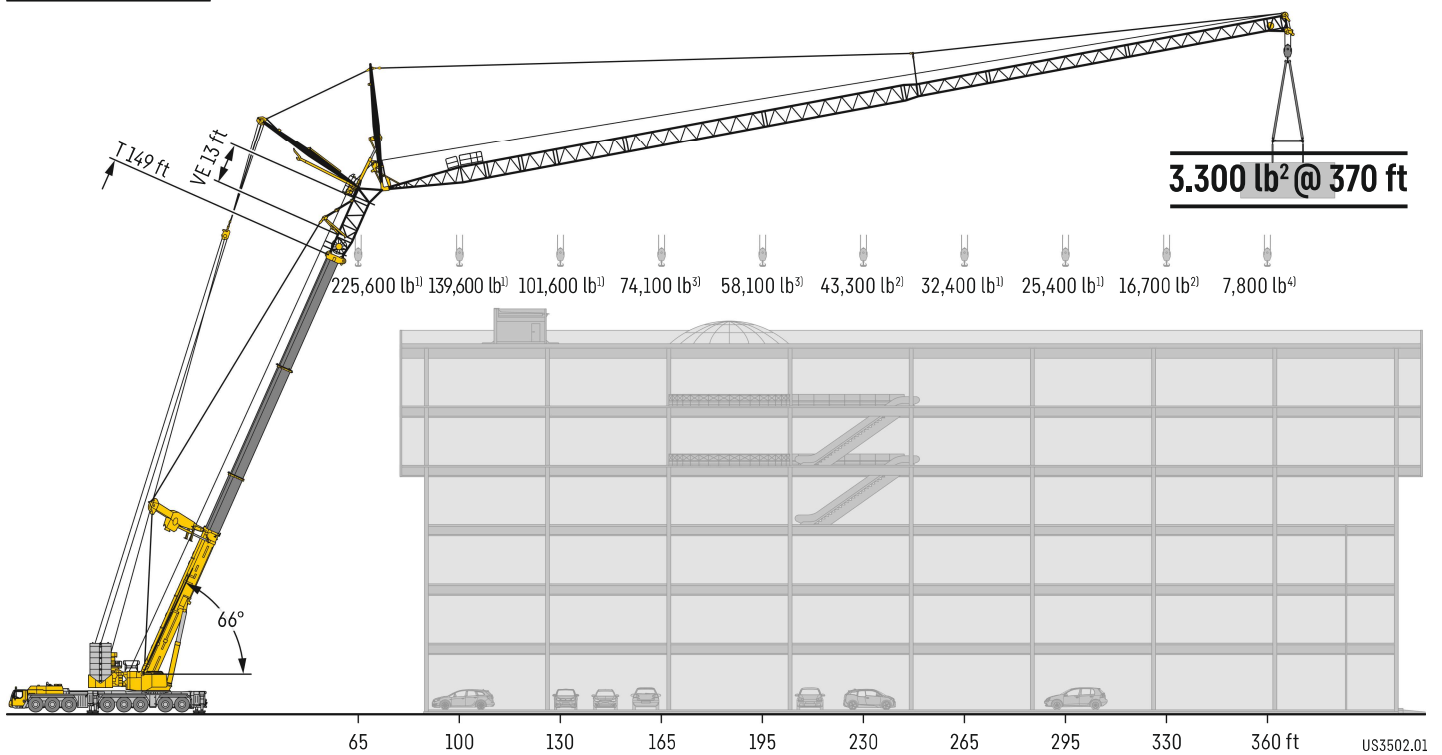 T 149 ft
VE 13 ft
3.300 lb² @ 370 ft
225,600 lb¹⁾ 139,600 lb¹⁾ 101,600 lb¹⁾ 74,100 lb³⁾ 58,100 lb³⁾ 43,300 lb²⁾ 32,400 lb¹⁾ 25,400 lb¹⁾ 16,700 lb²⁾ 7,800 lb⁴⁾
66°
65 100 130 165 195 230 265 295 330 360 ft
US3502.01